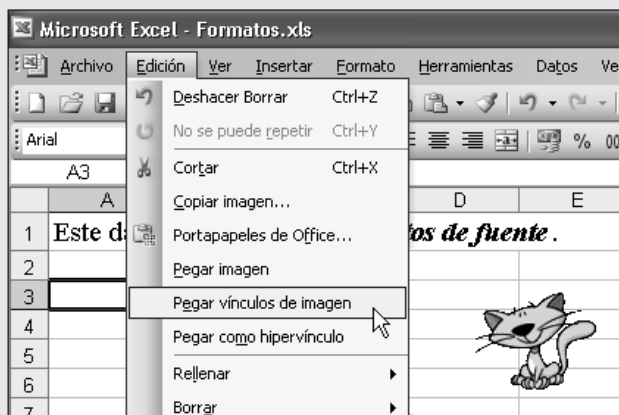 Microsoft Excel - Formatos.xls
Archivo Edición Ver Insertar Formato Herramientas Datos Ve
Arial % 00
A3
A D E
1 Este d tos de fuente .
2
3
4
5
6
7
Deshacer Borrar Ctrl+Z
No se puede repetir Ctrl+Y
Cortar Ctrl+X
Copiar imagen...
Portapapeles de Office...
Pegar imagen
Pegar vínculos de imagen
Pegar como hipervínculo
Rellenar
Borrar